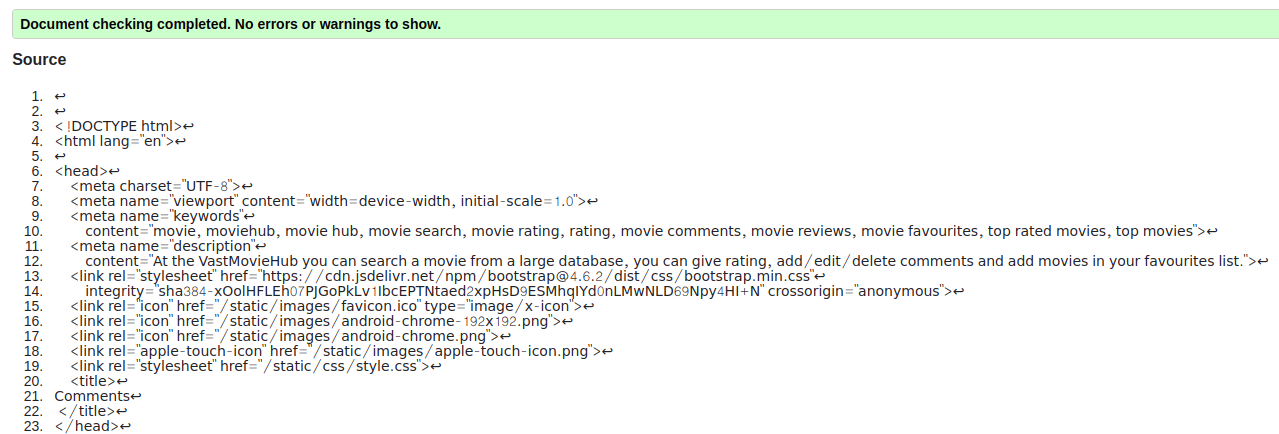 Document checking completed. No errors or warnings to show.
Source
1. ↩
2. ↩
3. <!DOCTYPE html>↩
4. <html lang="en">↩
5. ↩
6. <head>↩
7. <meta charset="UTF-8">↩
8. <meta name="viewport" content="width=device-width, initial-scale=1.0">↩
9. <meta name="keywords"↩
10. content="movie, moviehub, movie hub, movie search, movie rating, rating, movie comments, movie reviews, movie favourites, top rated movies, top movies">↩
11. <meta name="description"↩
12. content="At the VastMovieHub you can search a movie from a large database, you can give rating, add/edit/delete comments and add movies in your favourites list.">↩
13. <link rel="stylesheet" href="https://cdn.jsdelivr.net/npm/bootstrap@4.6.2/dist/css/bootstrap.min.css"↩
14. integrity="sha384-xOolHFLEh07PJGoPkLv1IbcEPTNtaed2xpHsD9ESMhqIYd0nLMwNLD69Npy4HI+N" crossorigin="anonymous">↩
15. <link rel="icon" href="/static/images/favicon.ico" type="image/x-icon">↩
16. <link rel="icon" href="/static/images/android-chrome-192x192.png">↩
17. <link rel="icon" href="/static/images/android-chrome.png">↩
18. <link rel="apple-touch-icon" href="/static/images/apple-touch-icon.png">↩
19. <link rel="stylesheet" href="/static/css/style.css">↩
20. <title>↩
21. Comments↩
22. </title>↩
23. </head>↩